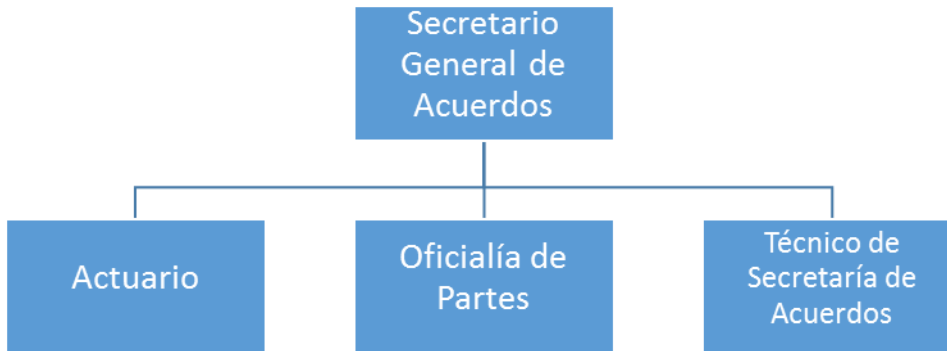 Secretario
General de
Acuerdos
Actuario
Oficialía de
Partes
Técnico de
Secretaría de
Acuerdos